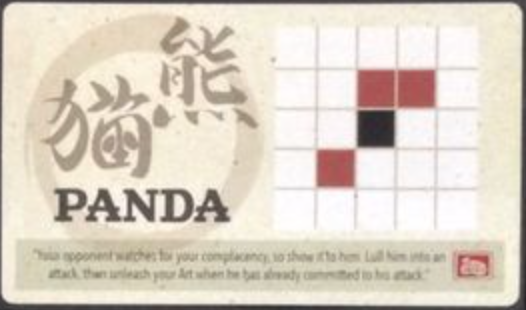 熊
猫
PANDA
"Your opponent watches for your complacency, so show it to him. Lull him into an
attack, then unleash your Art when he has already committed to his attack."